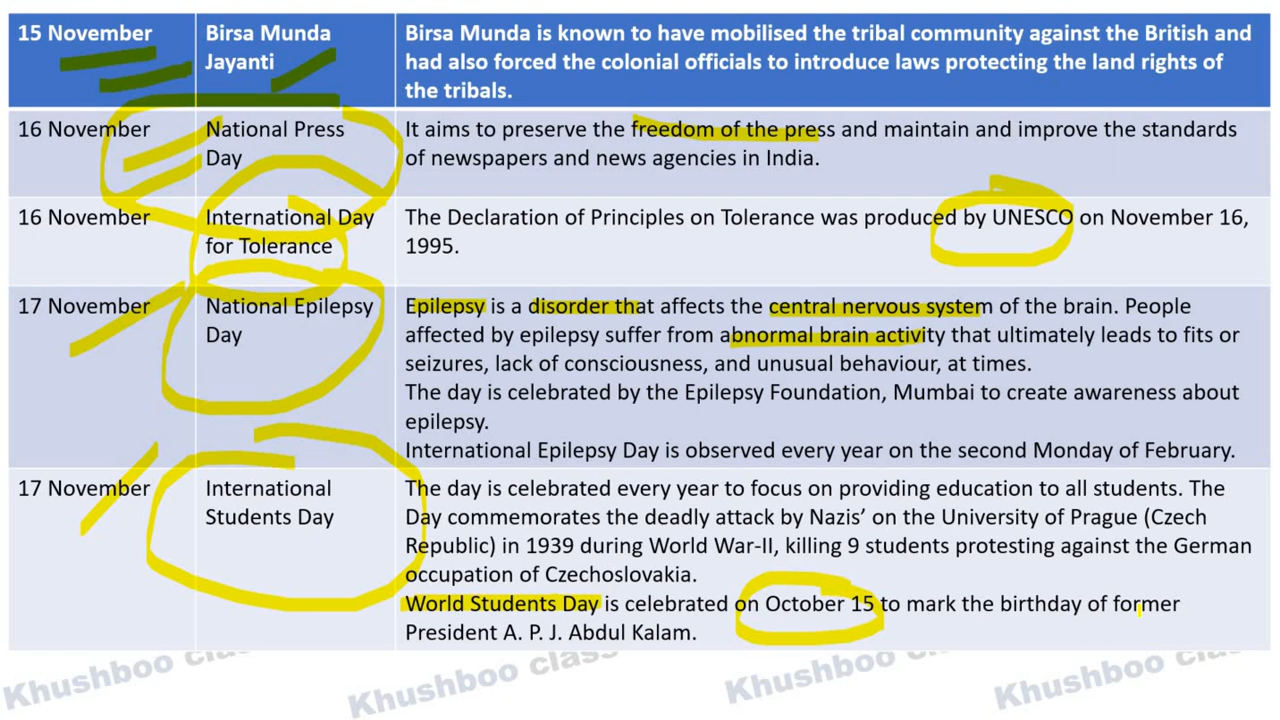 15 November
Birsa Munda
Jayanti
Birsa Munda is known to have mobilised the tribal community against the British and
had also forced the colonial officials to introduce laws protecting the land rights of
the tribals.
16 November
National Press
Day
It aims to preserve the freedom of the press and maintain and improve the standards
of newspapers and news agencies in India.
16 November
International Day
for Tolerance
The Declaration of Principles on Tolerance was produced by UNESCO on November 16,
1995.
17 November
National Epilepsy
Day
Epilepsy is a disorder that affects the central nervous system of the brain. People
affected by epilepsy suffer from abnormal brain activity that ultimately leads to fits or
seizures, lack of consciousness, and unusual behaviour, at times.
The day is celebrated by the Epilepsy Foundation, Mumbai to create awareness about
epilepsy.
International Epilepsy Day is observed every year on the second Monday of February.
17 November
International
Students Day
The day is celebrated every year to focus on providing education to all students. The
Day commemorates the deadly attack by Nazis’ on the University of Prague (Czech
Republic) in 1939 during World War-II, killing 9 students protesting against the German
occupation of Czechoslovakia.
World Students Day is celebrated on October 15 to mark the birthday of former
President A. P. J. Abdul Kalam.
Khushboo
Khushboo class
Khushboo
Khushboo